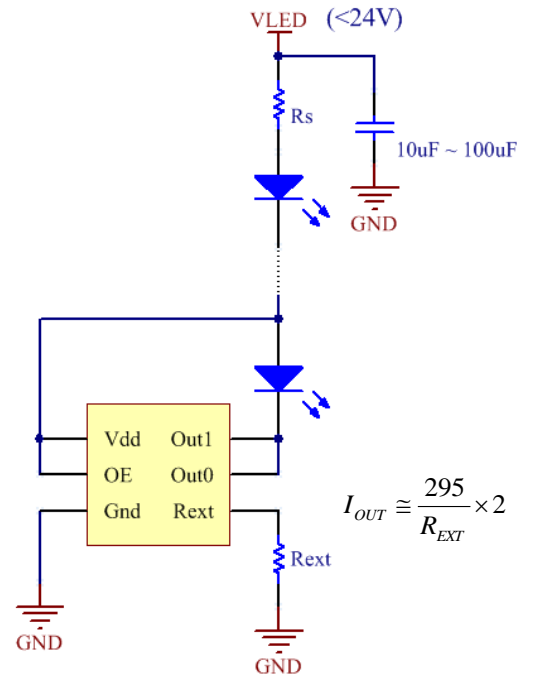 VLED (<24V)
Rs
10uF ~ 100uF
GND
Vdd Out1
OE Out0
Gnd Rext
I_OUT ≅ 295/R_EXT × 2
Rext
GND
GND